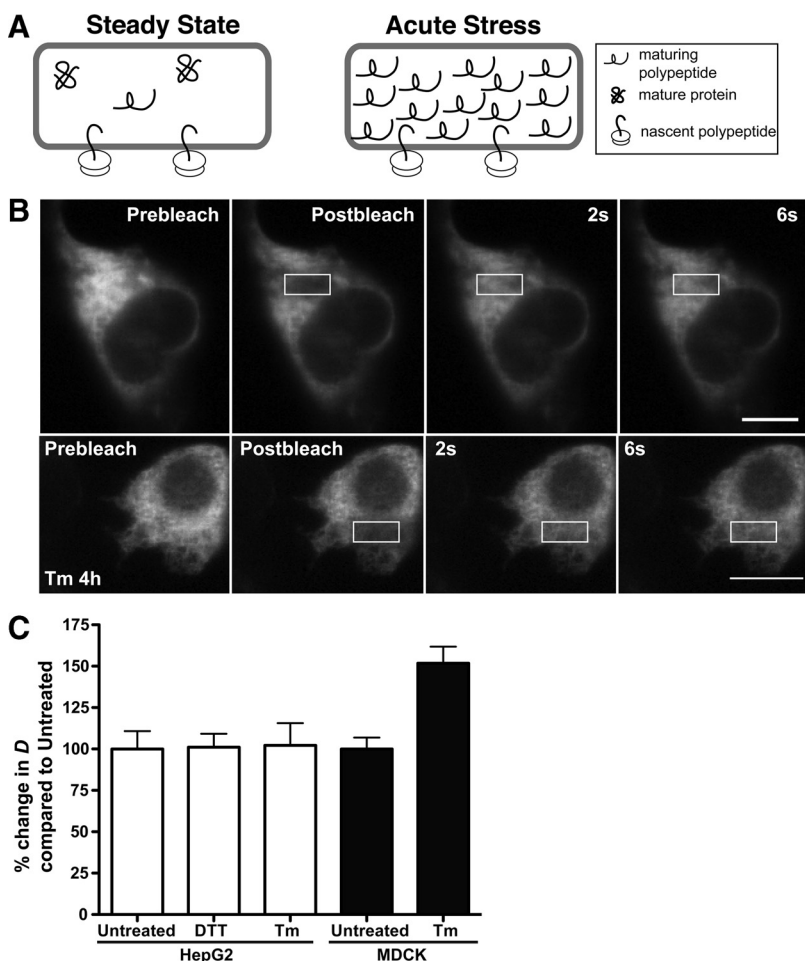 A
Steady State
Acute Stress
maturing
polypeptide
mature protein
nascent polypeptide
B
Prebleach
Postbleach
2s
6s
Prebleach
Postbleach
2s
6s
Tm 4h
C
% change in D
compared to Untreated
175
150
125
100
75
50
25
0
Untreated
DTT
Tm
Untreated
Tm
HepG2
MDCK